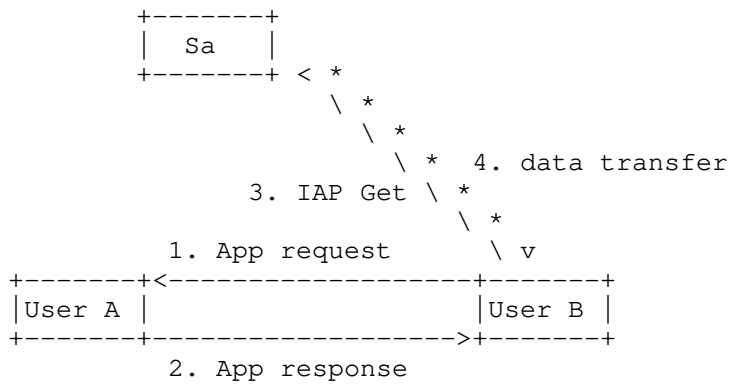 Sa
4. data transfer
3. IAP Get
1. App request
User A User B
2. App response